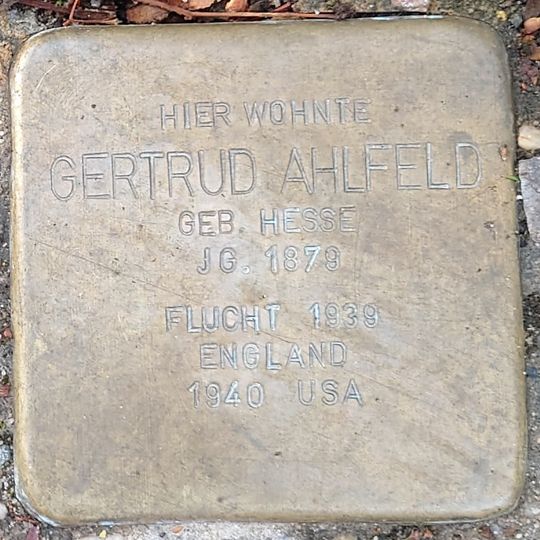 HIER WOHNTE
GERTRUD AHLFELD
GEB. HESSE
JG. 1879
FLUCHT 1939
ENGLAND
1940 USA